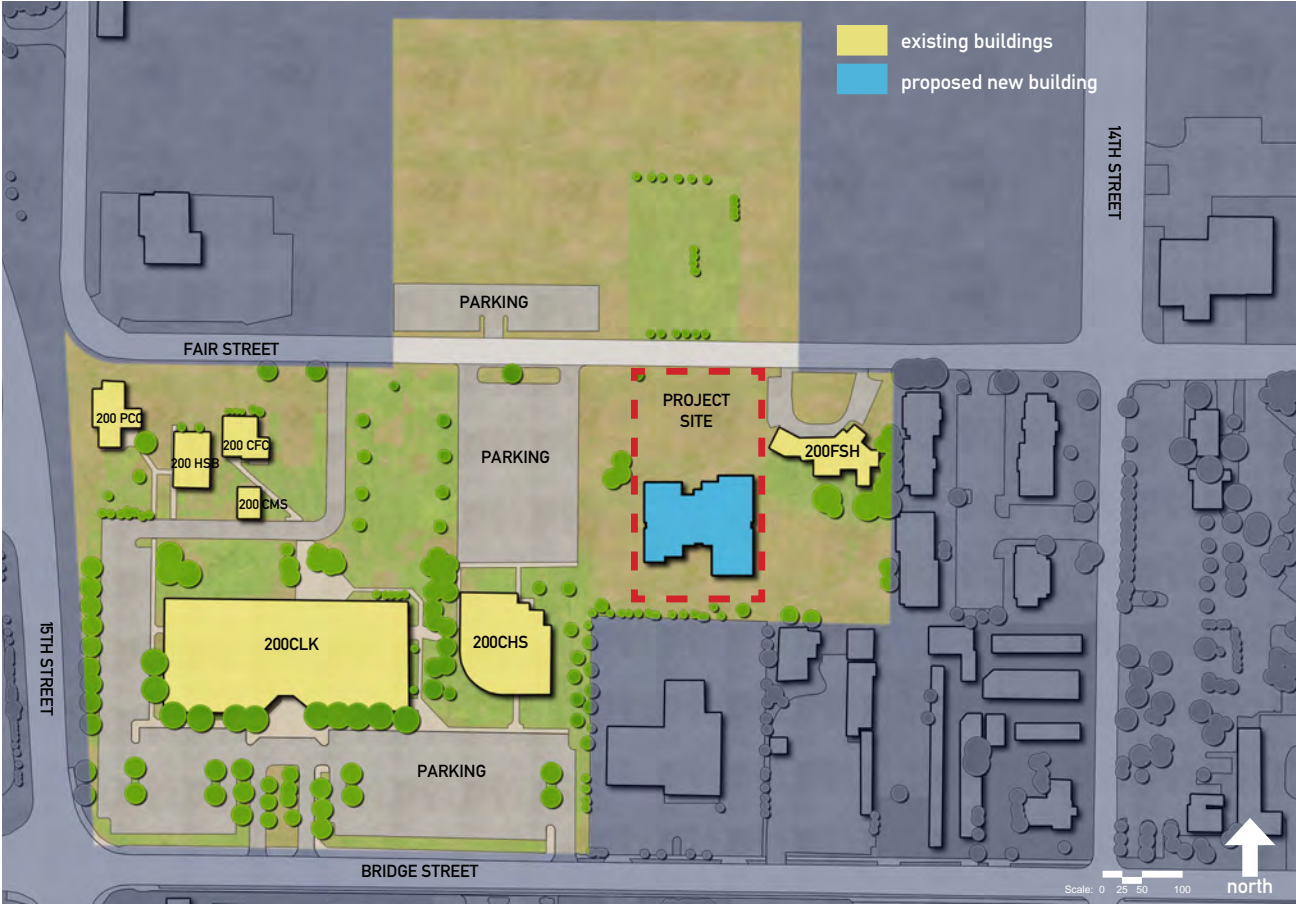 existing buildings
proposed new building
14TH STREET
PARKING
FAIR STREET
PROJECT
SITE
200 PCC
200 CFC
200 HSB
PARKING
200FSH
200 CMS
200CLK
200CHS
15TH STREET
PARKING
BRIDGE STREET
Scale: 0 25 50 100
north